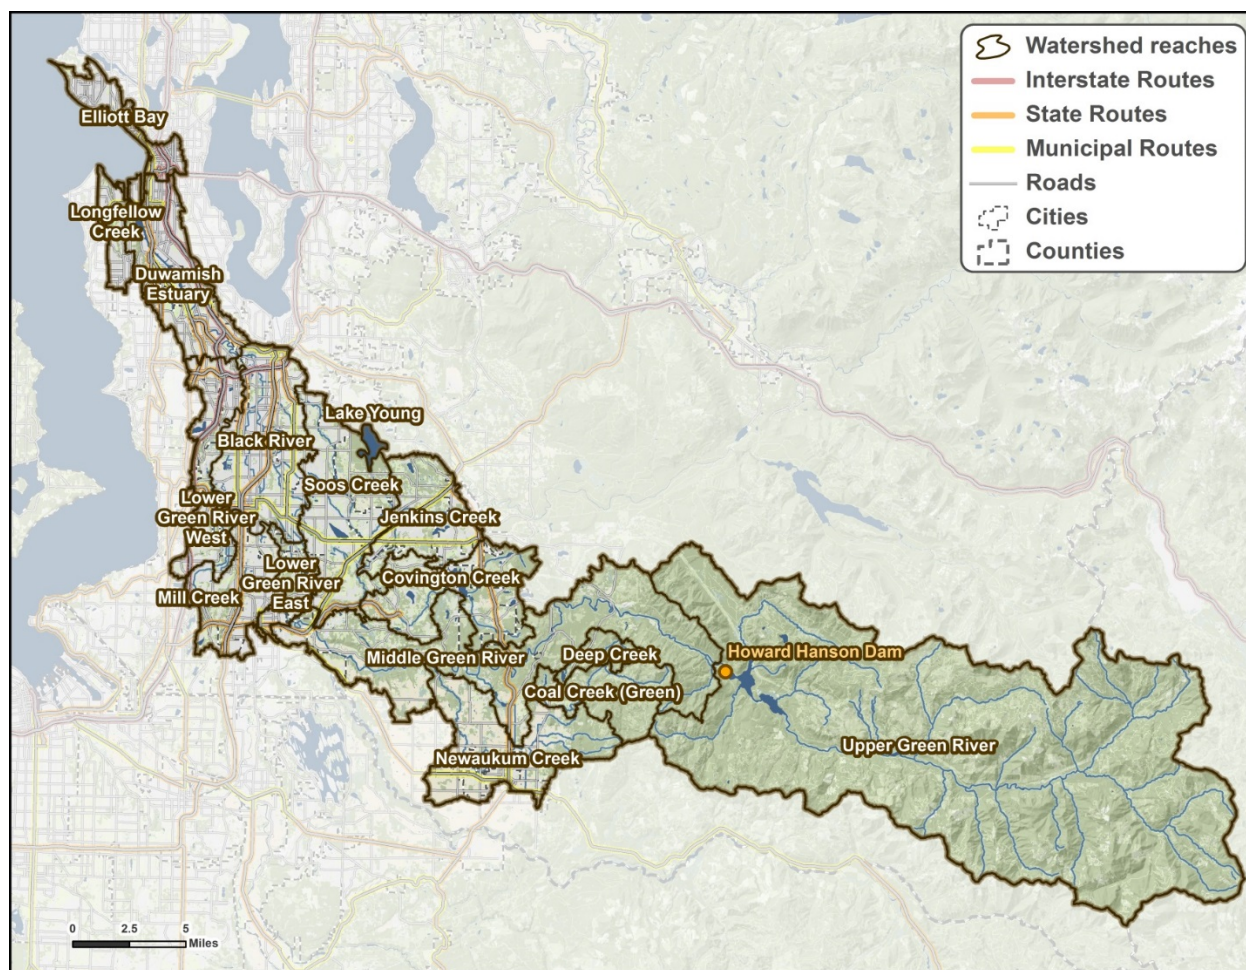 Watershed reaches
Interstate Routes
State Routes
Municipal Routes
Roads
Cities
Counties
Elliott Bay
Longfellow
Creek
Duwamish
Estuary
Lake Young
Black River
Soos Creek
Lower
Green River
West
Jenkins Creek
Lower
Green River
East
Covington Creek
Mill Creek
Middle Green River
Deep Creek
Howard Hanson Dam
Coal Creek (Green)
Upper Green River
Newaukum Creek
0 2.5 5
Miles